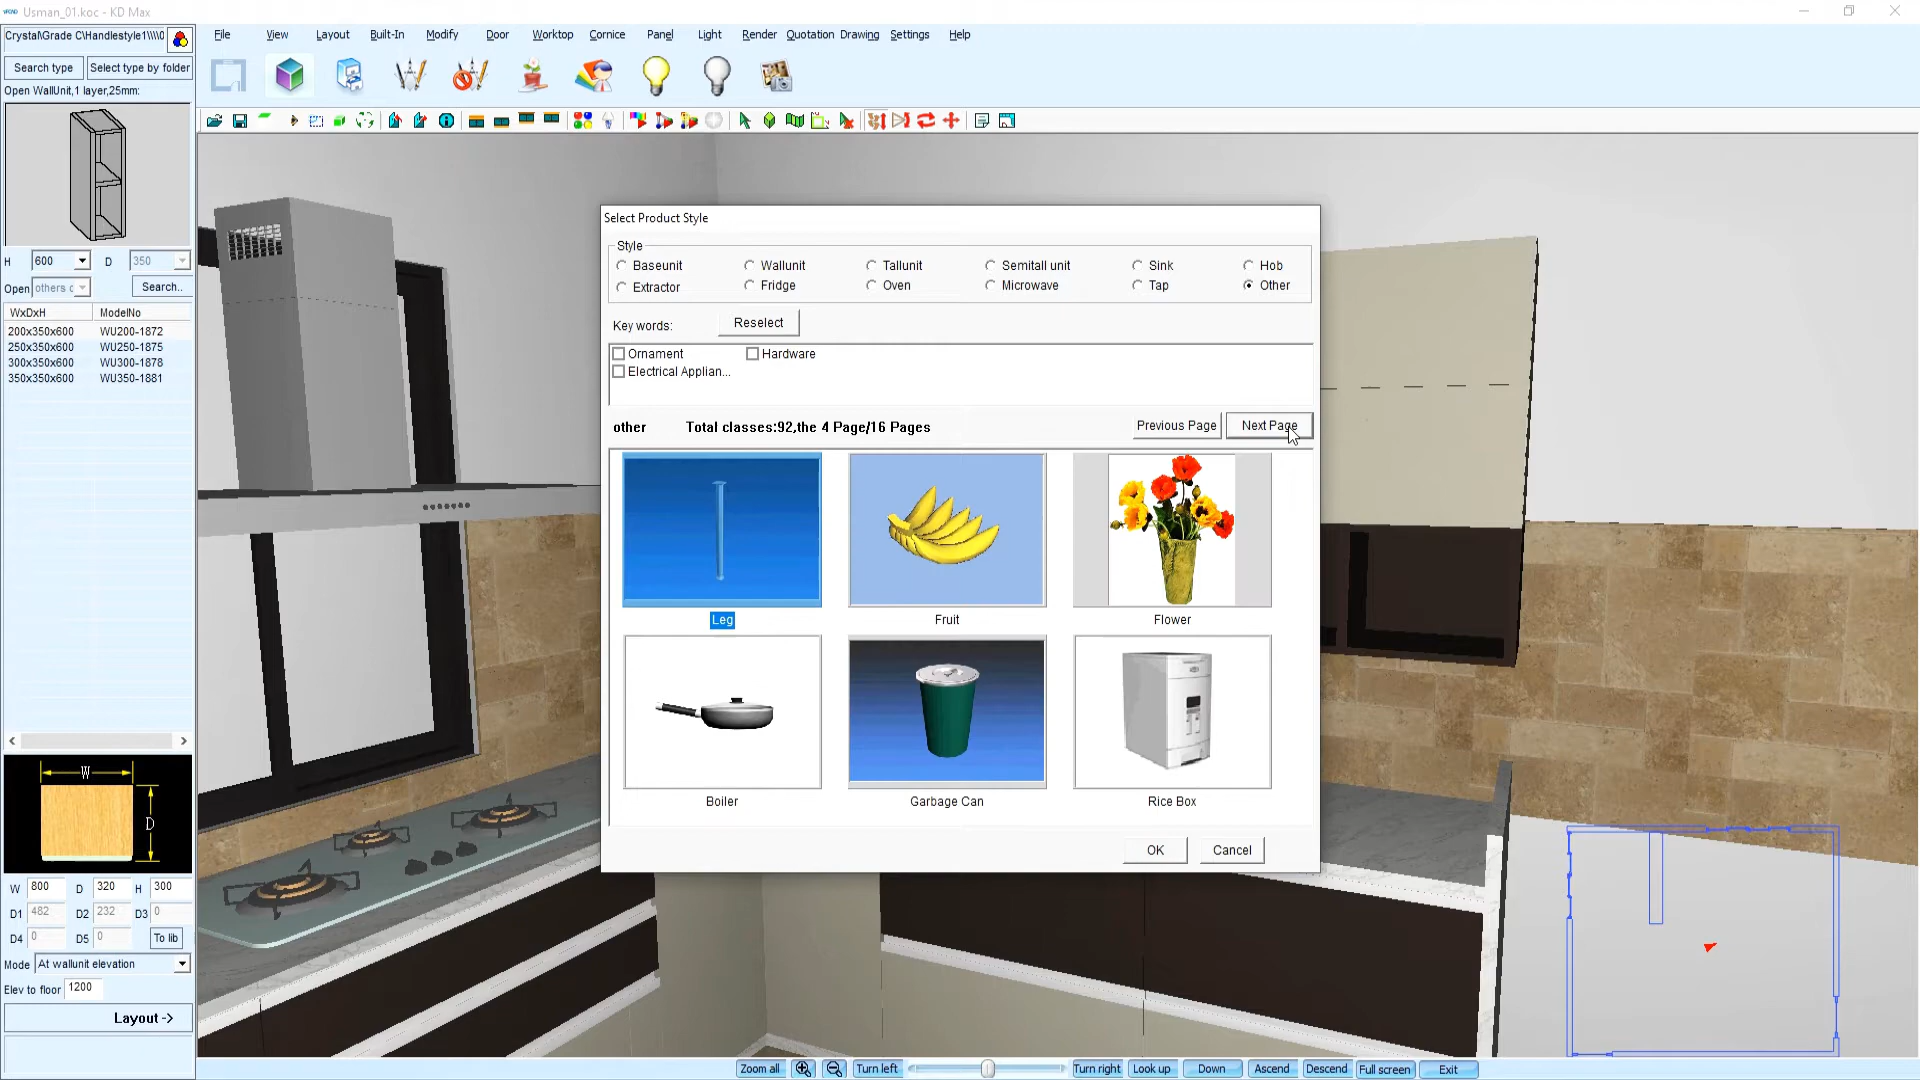 Usman_01.koc - KD Max
Crystal\Grade C\Handlestyle1\\\\0
File View Layout Built-In Modify Door Worktop Cornice Panel Light Render Quotation Drawing Settings Help
Search type Select type by folder
Open WallUnit,1 layer,25mm:
H 600 D 350
Open others c Search..
WxDxH ModelNo
200x350x600 WU200-1872
250x350x600 WU250-1875
300x350x600 WU300-1878
350x350x600 WU350-1881
W
D
W 800 D 320 H 300
D1 482 D2 232 D3 0
D4 0 D5 0 To lib
Mode At wallunit elevation
Elev to floor 1200
Layout ->
Select Product Style
Style
Baseunit Wallunit Tallunit Semitall unit Sink Hob
Extractor Fridge Oven Microwave Tap Other
Key words: Reselect
Ornament Hardware
Electrical Applian...
other Total classes:92,the 4 Page/16 Pages Previous Page Next Page
Leg Fruit Flower
Boiler Garbage Can Rice Box
OK Cancel
Zoom all Turn left Turn right Look up Down Ascend Descend Full screen Exit